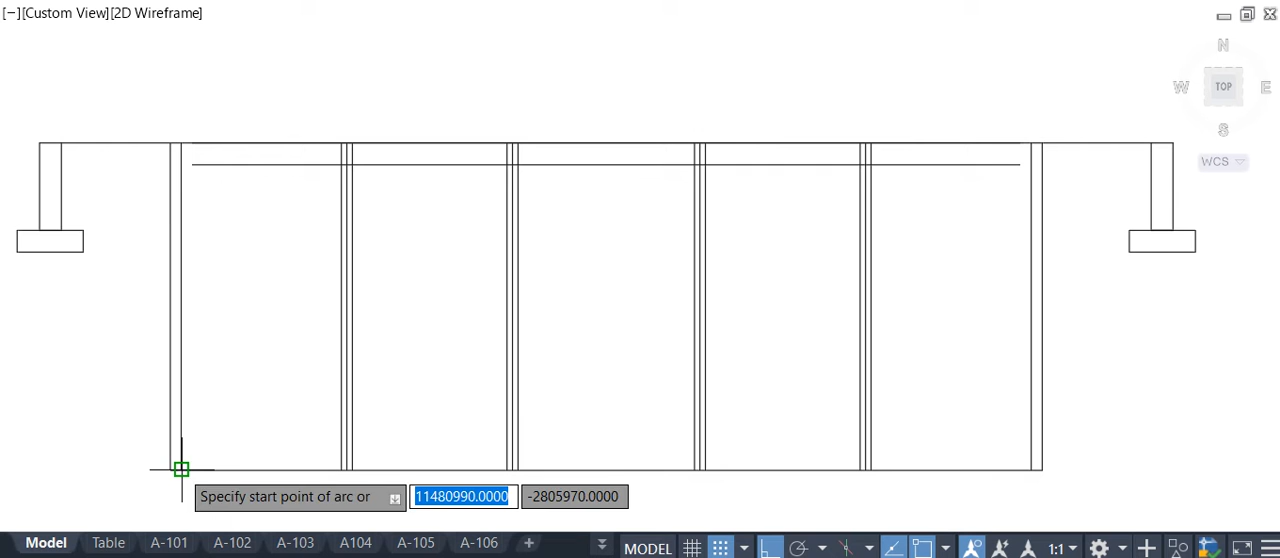 [−][Custom View][2D Wireframe]
N
W TOP E
S
WCS
Specify start point of arc or 11480990.0000 -2805970.0000
Model Table A-101 A-102 A-103 A104 A-105 A-106 +
MODEL 1:1